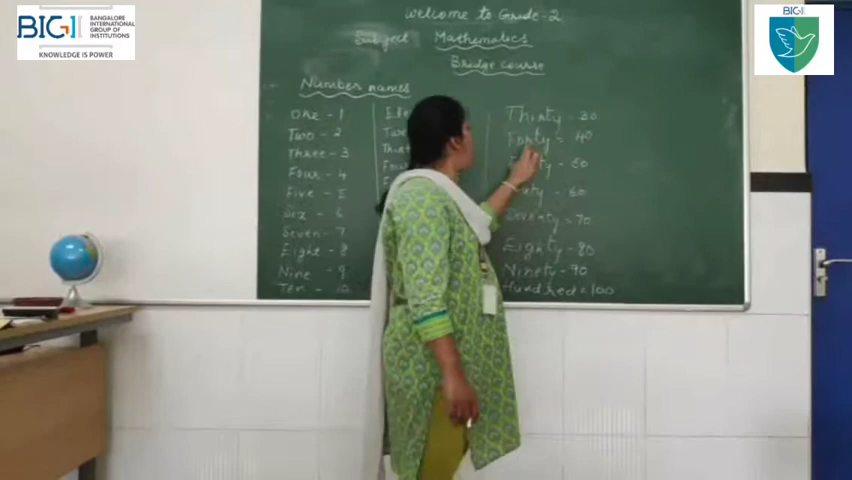 BIG
BANGALORE
INTERNATIONAL
GROUP OF
INSTITUTIONS
KNOWLEDGE IS POWER
BIG
welcome to Grade-2
Subject Mathematics
Bridge course
Number names
One - 1
Two - 2
Three - 3
Four - 4
Five - 5
Six - 6
Seven - 7
Eight - 8
Nine - 9
Ten - 10
Thirty - 30
Forty - 40
- 50
- 60
Seventy - 70
Eighty - 80
Ninety - 90
Hundred = 100